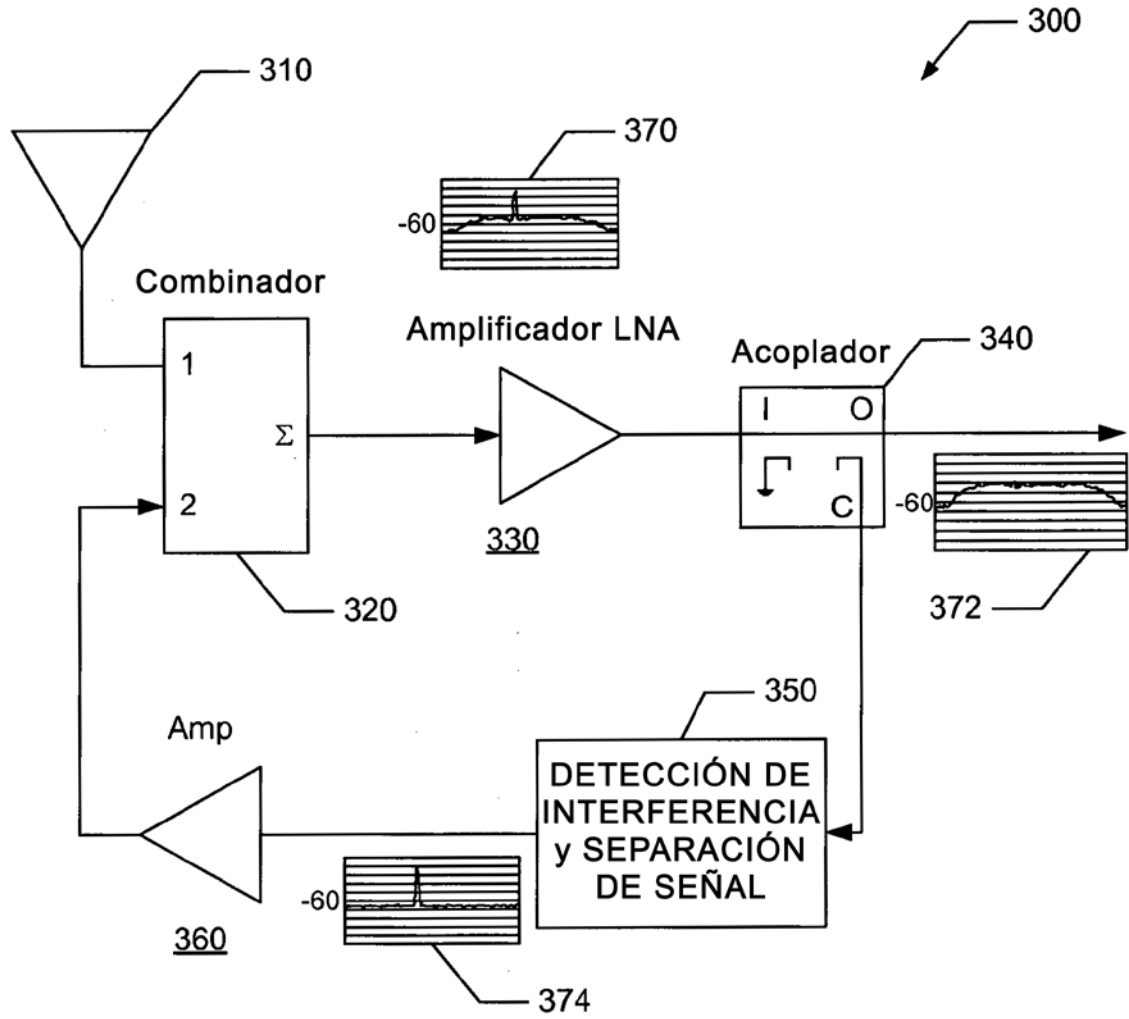 300
310
370
-60
Combinador
Amplificador LNA
Acoplador
340
1
I O
Σ
2
C
-60
330
320
372
350
Amp
DETECCIÓN DE
INTERFERENCIA
y SEPARACIÓN
DE SEÑAL
-60
360
374